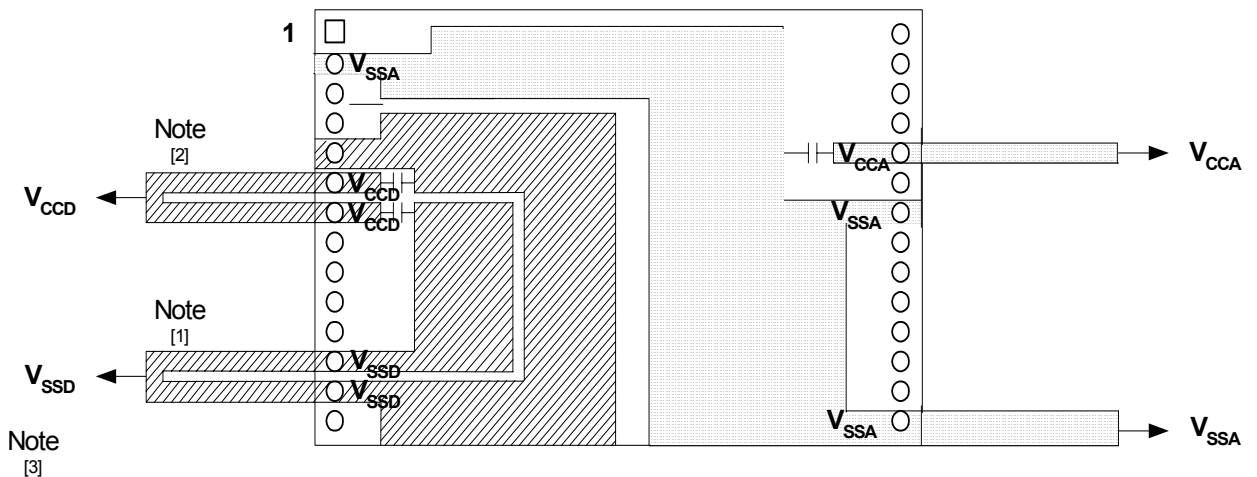 1
VSSA
Note
[2]
VCCD
VCCD
VCCD
VCCA
VCCA
VSSA
Note
[1]
VSSD
VSSD
VSSD
VSSA
VSSA
Note
[3]